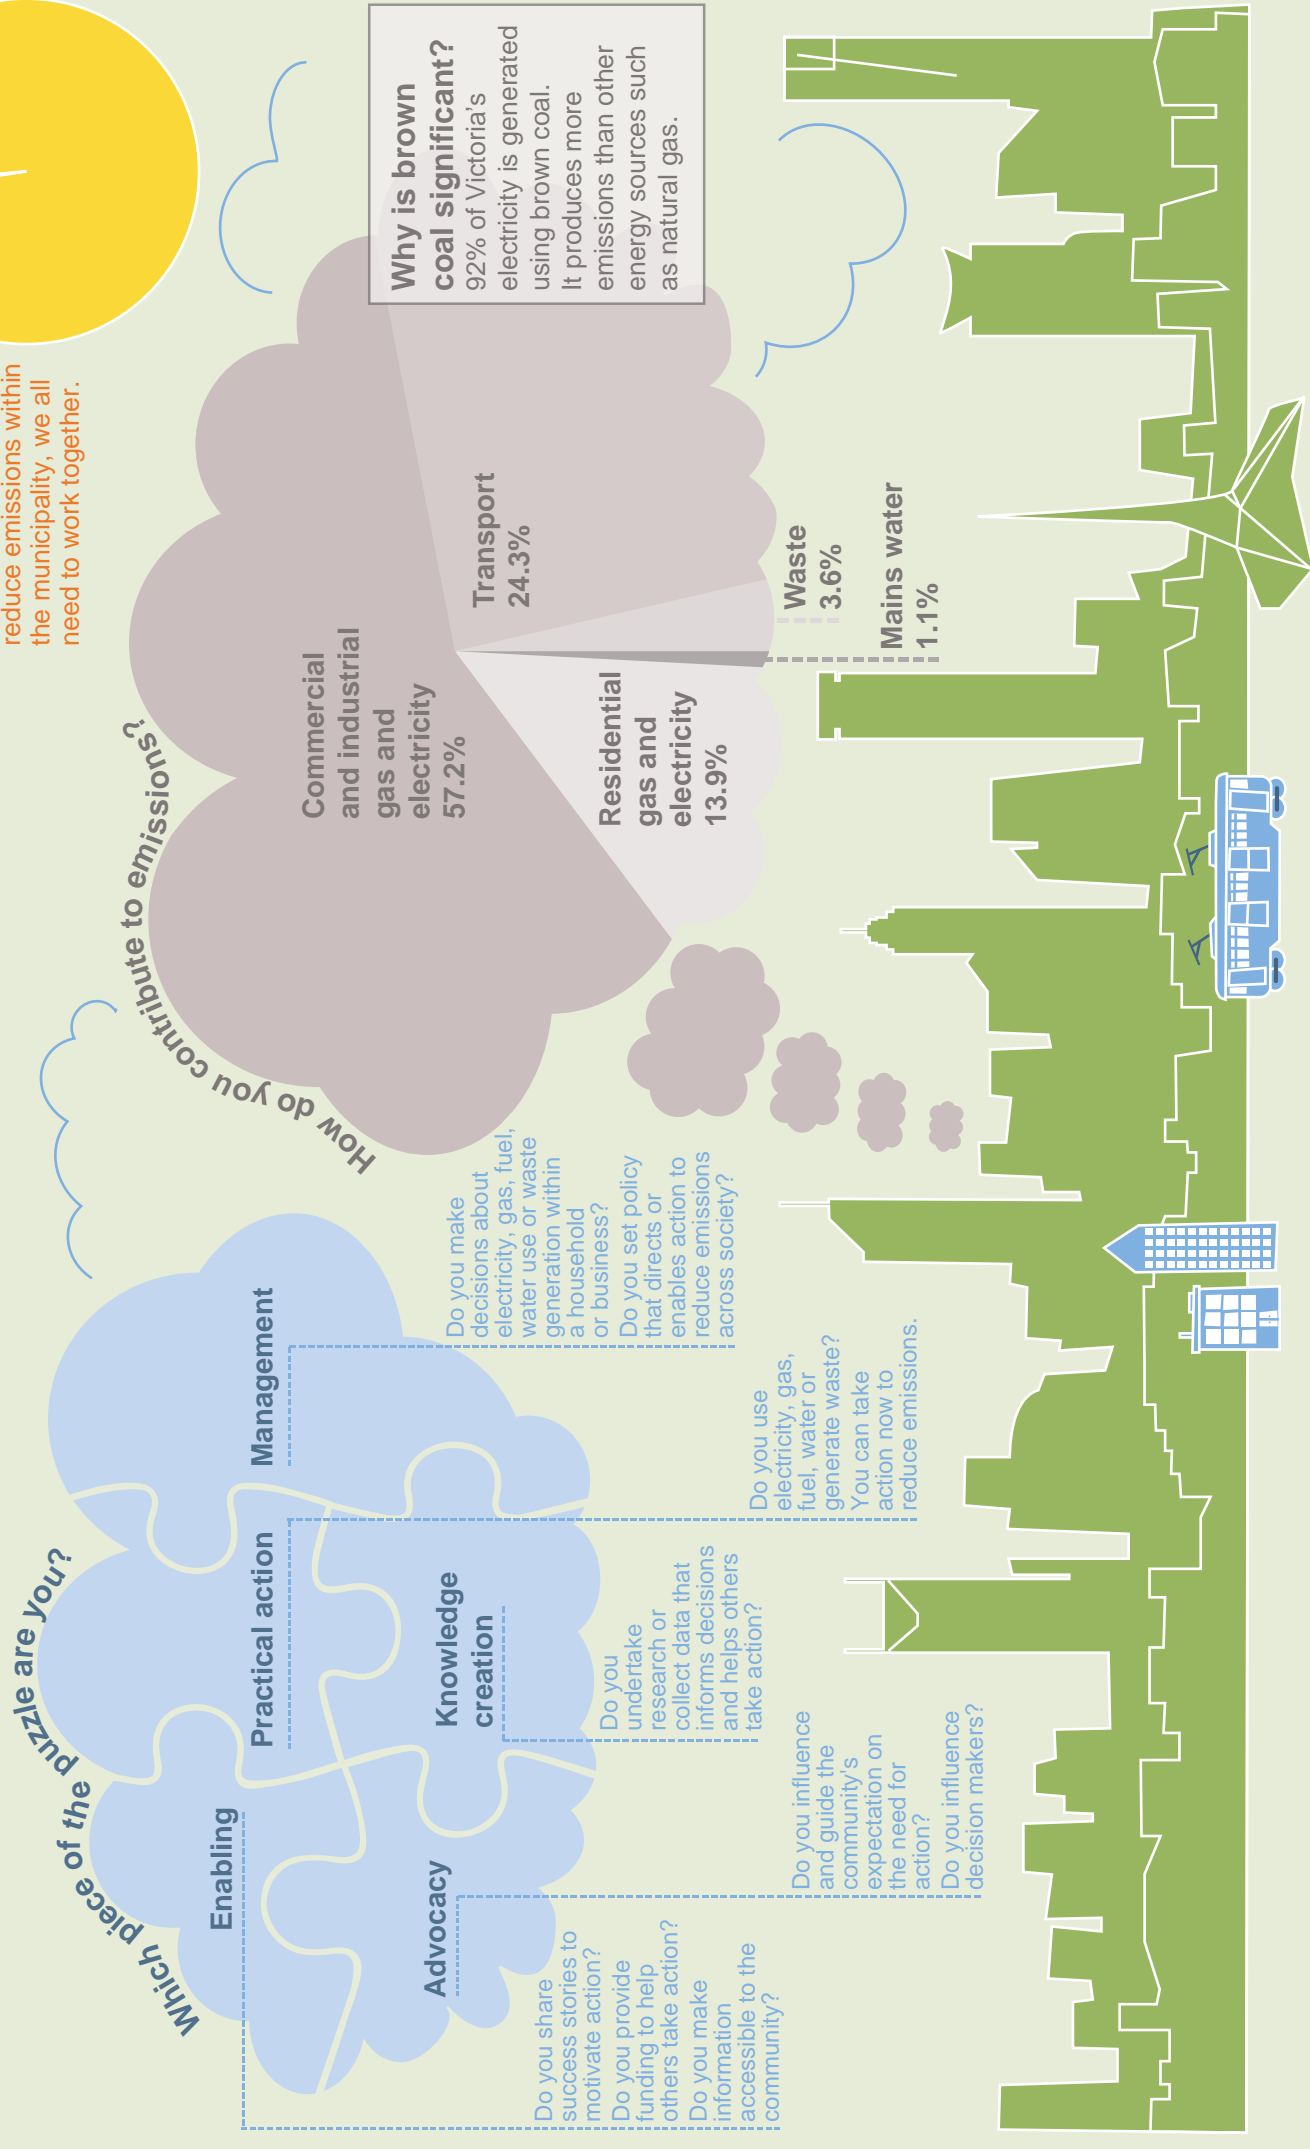 reduce emissions within
the municipality, we all
need to work together.
Which piece of the puzzle are you?
Enabling
Do you share
success stories to
motivate action?
Do you provide
funding to help
others take action?
Do you make
information
accessible to the
community?
Advocacy
Do you influence
and guide the
community's
expectation on
the need for
action?
Do you influence
decision makers?
Practical action
Do you use
electricity, gas,
fuel, water or
generate waste?
You can take
action now to
reduce emissions.
Knowledge
creation
Do you
undertake
research or
collect data that
informs decisions
and helps others
take action?
Management
Do you make
decisions about
electricity, gas, fuel,
water use or waste
generation within
a household
or business?
Do you set policy
that directs or
enables action to
reduce emissions
across society?
How do you contribute to emissions?
Commercial
and industrial
gas and
electricity
57.2%
Transport
24.3%
Residential
gas and
electricity
13.9%
Waste
3.6%
Mains water
1.1%
Why is brown
coal significant?
92% of Victoria's
electricity is generated
using brown coal.
It produces more
emissions than other
energy sources such
as natural gas.